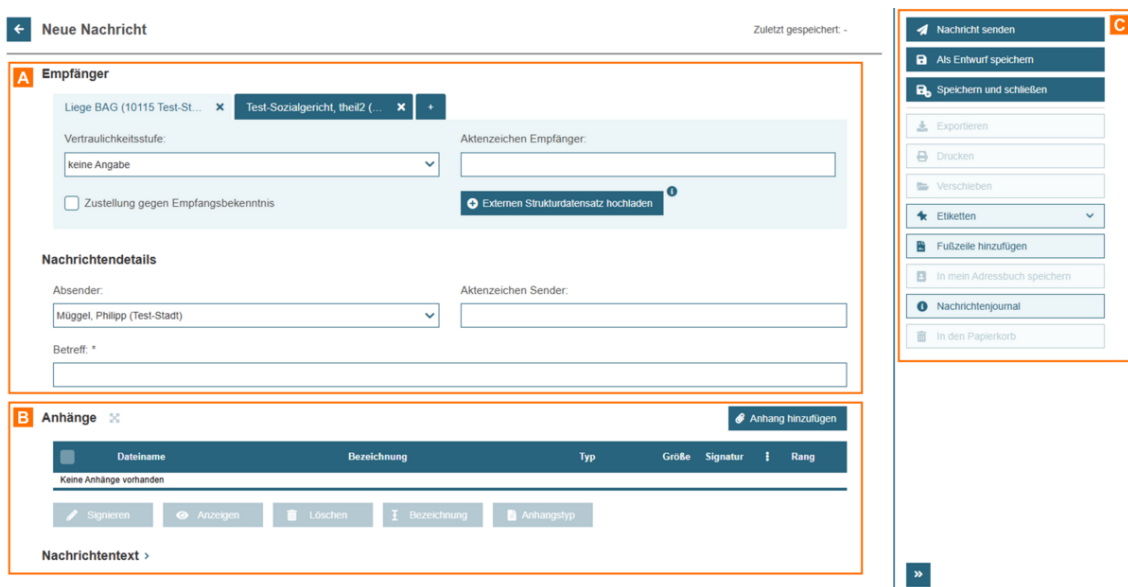 Neue Nachricht
Zuletzt gespeichert: -
A
Empfänger
Liege BAG (10115 Test-St...
Test-Sozialgericht, theil2 (...
+
Vertraulichkeitsstufe:
Aktenzeichen Empfänger:
keine Angabe
Zustellung gegen Empfangsbekenntnis
Externen Strukturdatensatz hochladen
Nachrichtendetails
Absender:
Aktenzeichen Sender:
Müggel, Philipp (Test-Stadt)
Betreff: *
B
Anhänge
Anhang hinzufügen
Dateiname Bezeichnung Typ Größe Signatur Rang
Keine Anhänge vorhanden
Signieren Anzeigen Löschen Bezeichnung Anhangstyp
Nachrichtentext
C
Nachricht senden
Als Entwurf speichern
Speichern und schließen
Exportieren
Drucken
Verschieben
Etiketten
Fußzeile hinzufügen
In mein Adressbuch speichern
Nachrichtenjournal
In den Papierkorb